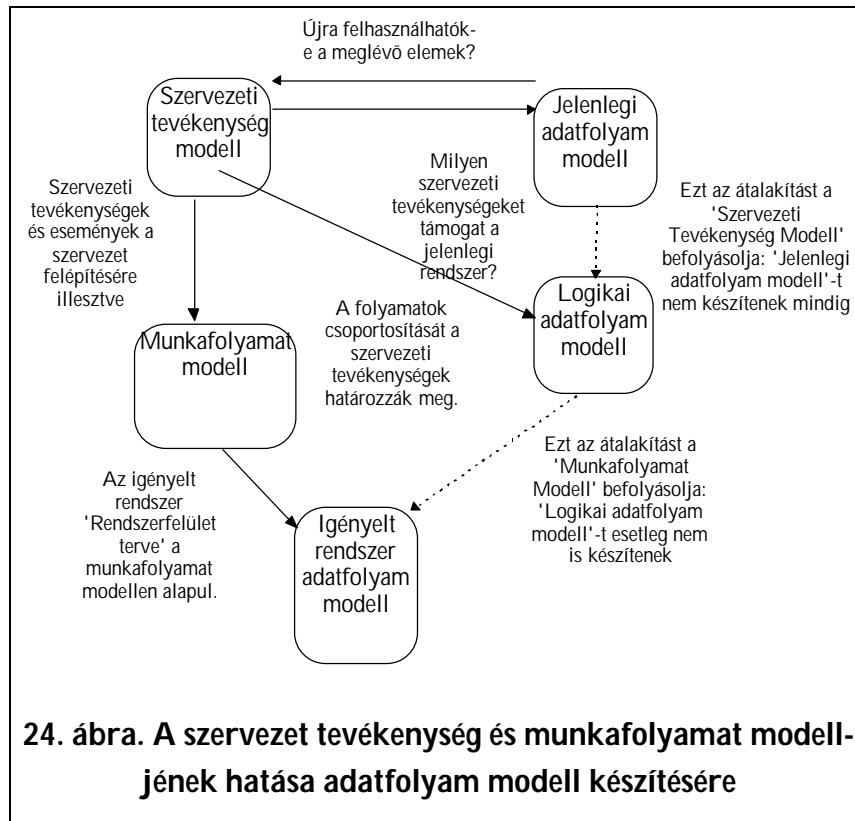 Újra felhasználhatók-
e a meglévő elemek?
Szervezeti
tevékenység
modell
Jelenlegi
adatfolyam
modell
Szervezeti
tevékenységek
és események a
szervezet
felépítésére
illesztve
Milyen
szervezeti
tevékenységeket
támogat a
jelenlegi
rendszer?
Ezt az átalakítást a
'Szervezeti
Tevékenység Modell'
befolyásolja: 'Jelenlegi
adatfolyam modell'-t
nem készítenek mindig
A folyamatok
csoportosítását a
szervezeti
tevékenységek
határozzák meg.
Logikai
adatfolyam
modell
Munkafolyamat
modell
Az igényelt
rendszer
'Rendszerfelület
terve' a
munkafolyamat
modellen alapul.
Ezt az átalakítást a
'Munkafolyamat
Modell' befolyásolja:
'Logikai adatfolyam
modell'-t esetleg nem
is készítenek
Igényelt
rendszer
adatfolyam
modell
24. ábra. A szervezet tevékenység és munkafolyamat modell-
jének hatása adatfolyam modell készítésére